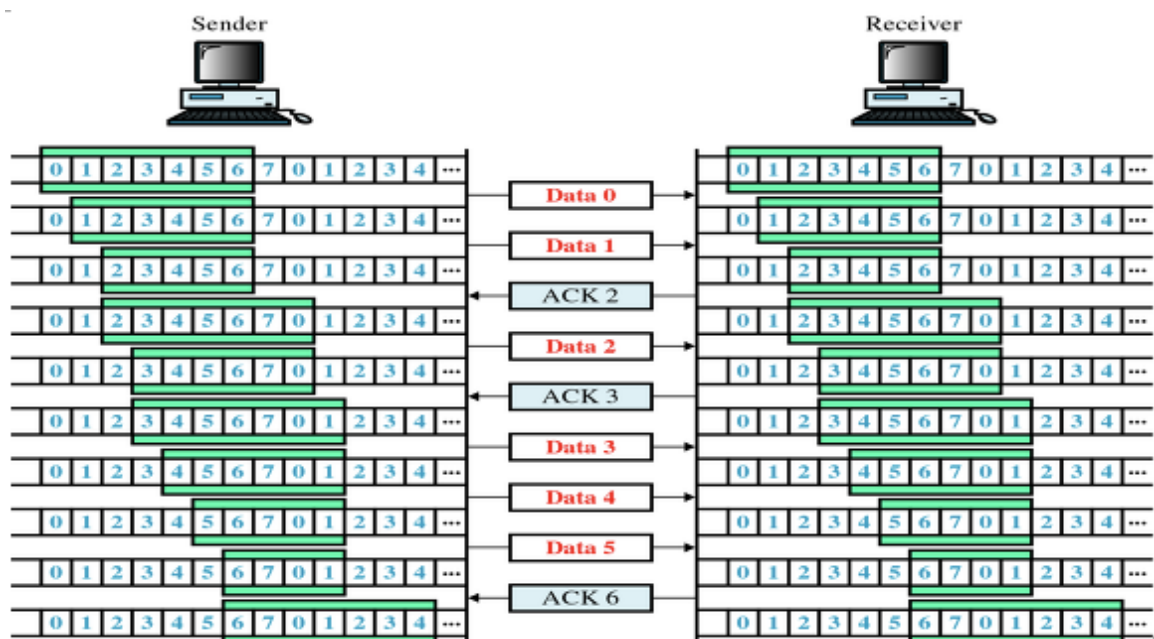 Sender Receiver
0 1 2 3 4 5 6 7 0 1 2 3 4 ... 0 1 2 3 4 5 6 7 0 1 2 3 4 ...
Data 0
0 1 2 3 4 5 6 7 0 1 2 3 4 ... 0 1 2 3 4 5 6 7 0 1 2 3 4 ...
Data 1
0 1 2 3 4 5 6 7 0 1 2 3 4 ... 0 1 2 3 4 5 6 7 0 1 2 3 4 ...
ACK 2
0 1 2 3 4 5 6 7 0 1 2 3 4 ... 0 1 2 3 4 5 6 7 0 1 2 3 4 ...
Data 2
0 1 2 3 4 5 6 7 0 1 2 3 4 ... 0 1 2 3 4 5 6 7 0 1 2 3 4 ...
ACK 3
0 1 2 3 4 5 6 7 0 1 2 3 4 ... 0 1 2 3 4 5 6 7 0 1 2 3 4 ...
Data 3
0 1 2 3 4 5 6 7 0 1 2 3 4 ... 0 1 2 3 4 5 6 7 0 1 2 3 4 ...
Data 4
0 1 2 3 4 5 6 7 0 1 2 3 4 ... 0 1 2 3 4 5 6 7 0 1 2 3 4 ...
Data 5
0 1 2 3 4 5 6 7 0 1 2 3 4 ... 0 1 2 3 4 5 6 7 0 1 2 3 4 ...
ACK 6
0 1 2 3 4 5 6 7 0 1 2 3 4 ... 0 1 2 3 4 5 6 7 0 1 2 3 4 ...